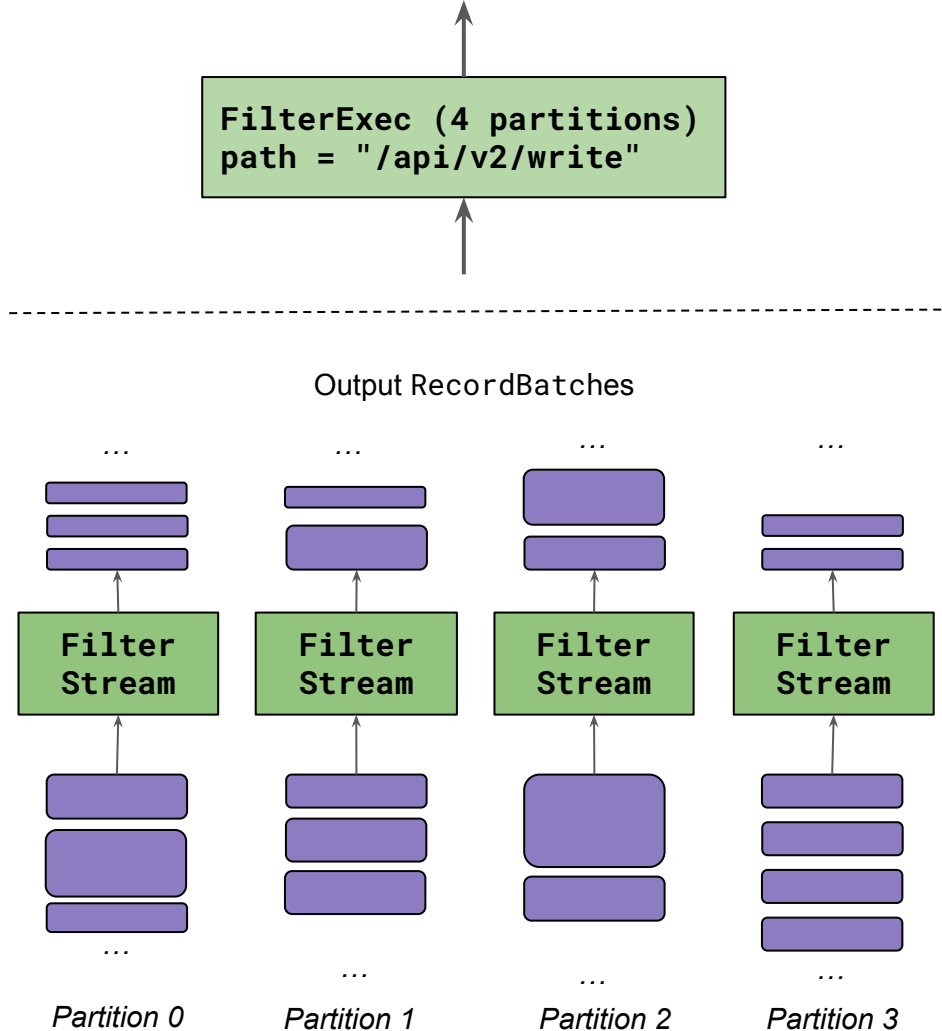 FilterExec (4 partitions)
path = "/api/v2/write"
Output RecordBatches
... ... ... ...
Filter Stream
Filter Stream
Filter Stream
Filter Stream
... ... ... ...
Partition 0 Partition 1 Partition 2 Partition 3